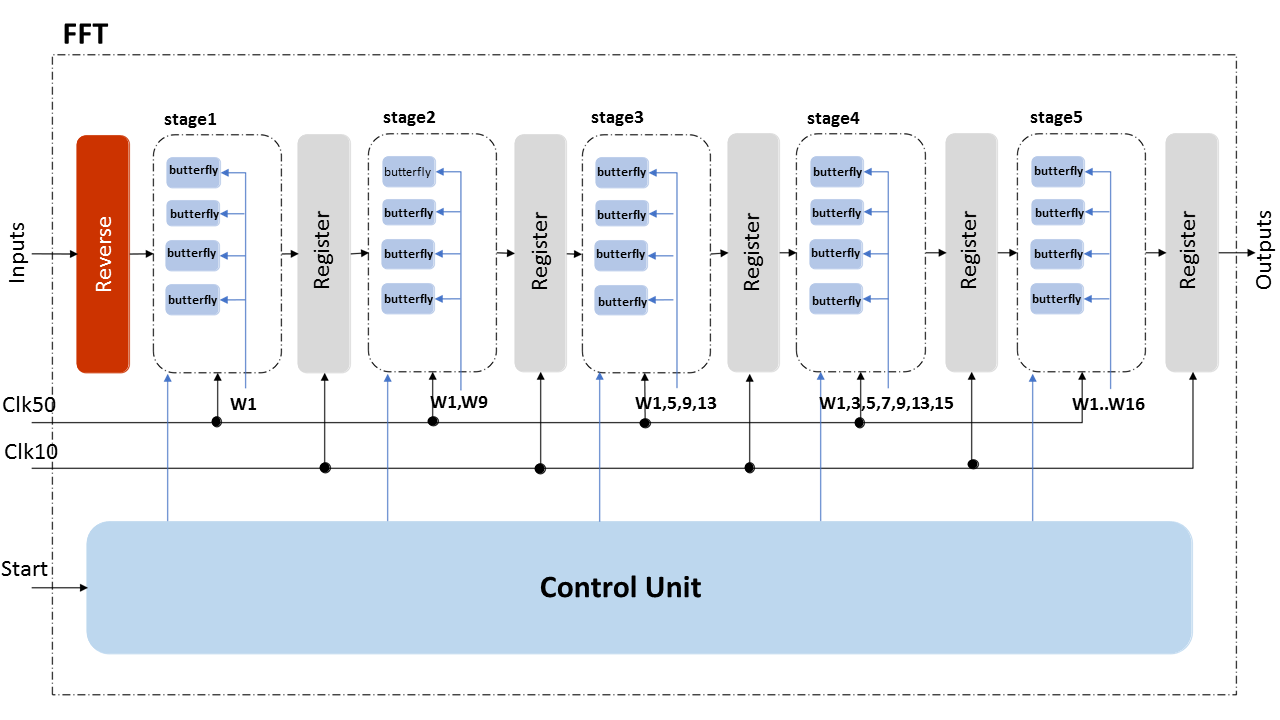 FFT
stage1
stage2
stage3
stage4
stage5
Inputs
Reverse
butterfly
butterfly
butterfly
butterfly
Register
butterfly
butterfly
butterfly
butterfly
Register
butterfly
butterfly
butterfly
butterfly
Register
butterfly
butterfly
butterfly
butterfly
Register
butterfly
butterfly
butterfly
butterfly
Register
Outputs
Clk50
W1
W1,W9
W1,5,9,13
W1,3,5,7,9,13,15
W1..W16
Clk10
Start
Control Unit